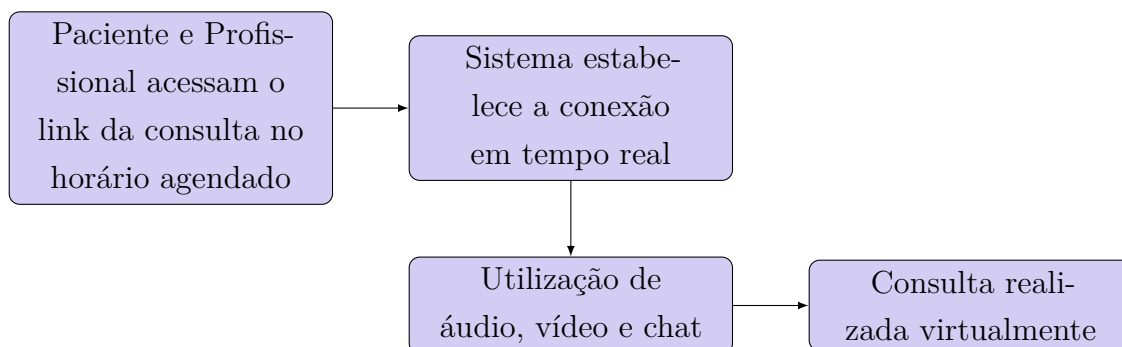 Paciente e Profis-
sional acessam o
link da consulta no
horário agendado
Sistema estabe-
lece a conexão
em tempo real
Utilização de
áudio, vídeo e chat
Consulta reali-
zada virtualmente